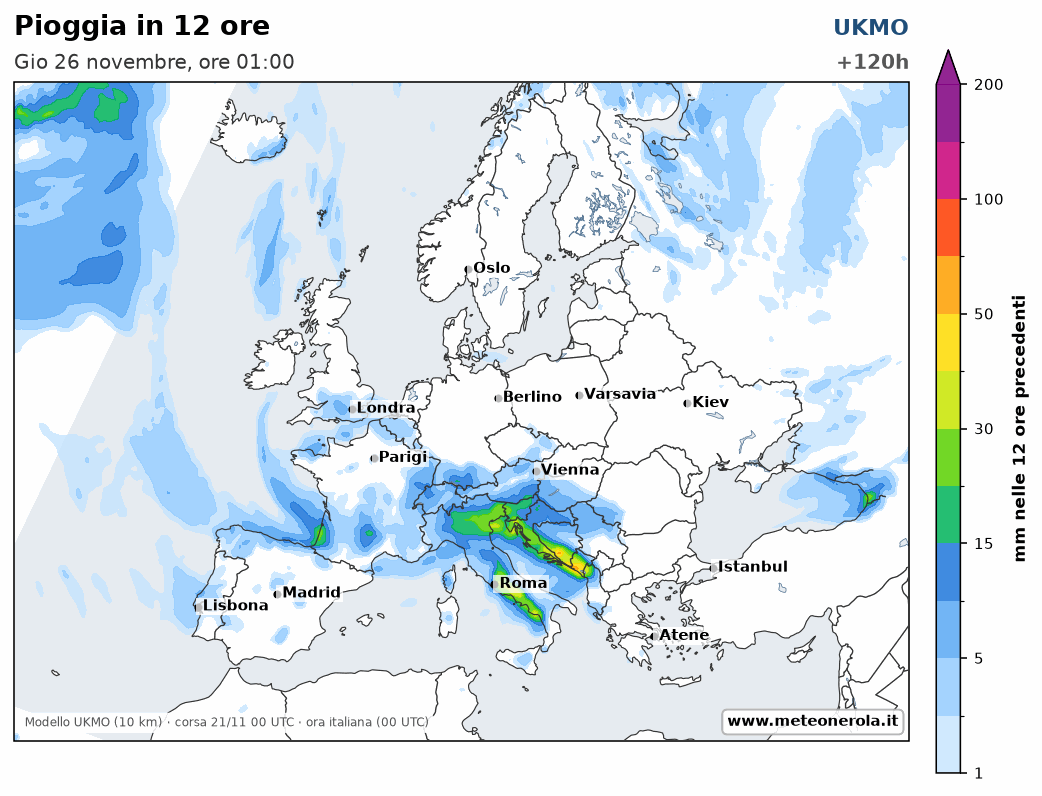 Pioggia in 12 ore
UKMO
Gio 26 novembre, ore 01:00
+120h
200
100
50
30
15
5
1
mm nelle 12 ore precedenti
Oslo
Berlino
Varsavia
Kiev
Londra
Parigi
Vienna
Istanbul
Roma
Madrid
Lisbona
Atene
Modello UKMO (10 km) · corsa 21/11 00 UTC · ora italiana (00 UTC)
www.meteonerola.it